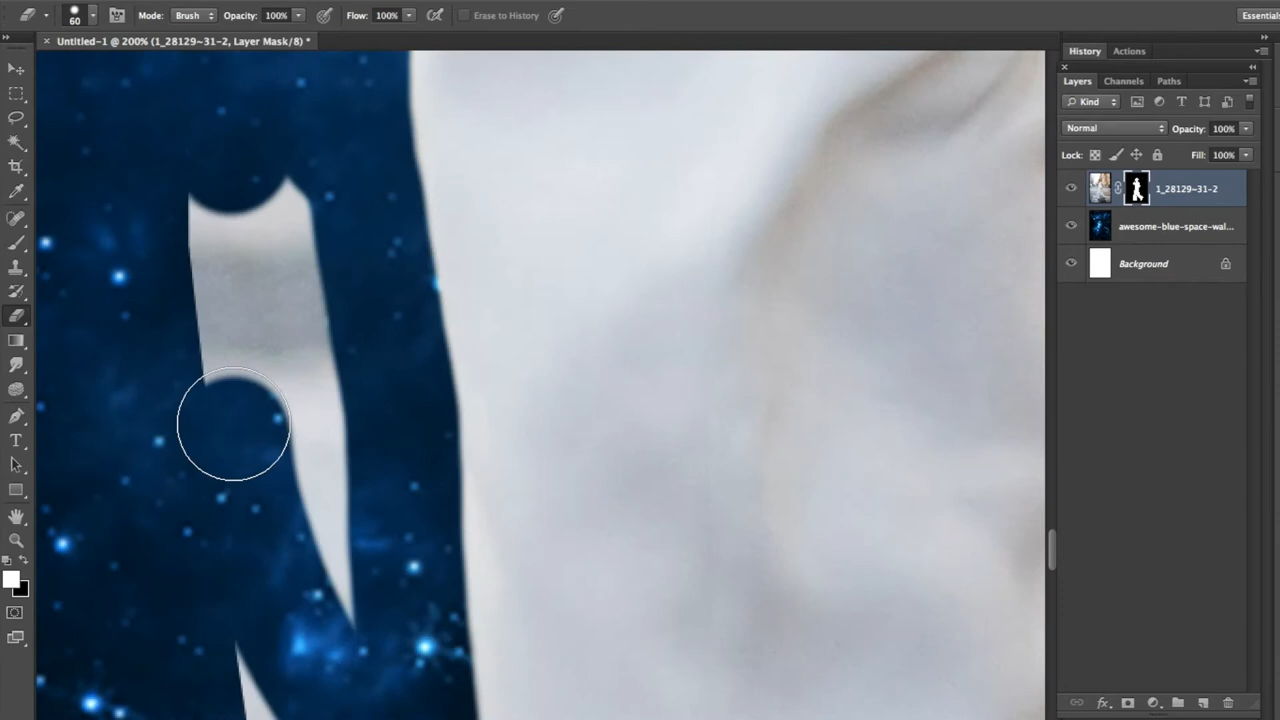 60 Mode: Brush Opacity: 100% Flow: 100% Erase to History Essentials
× Untitled-1 @ 200% (1_28129~31-2, Layer Mask/8) *
History Actions
Layers Channels Paths
Kind T
Normal Opacity: 100%
Lock: Fill: 100%
1_28129~31-2
awesome-blue-space-wal...
Background
T
fx